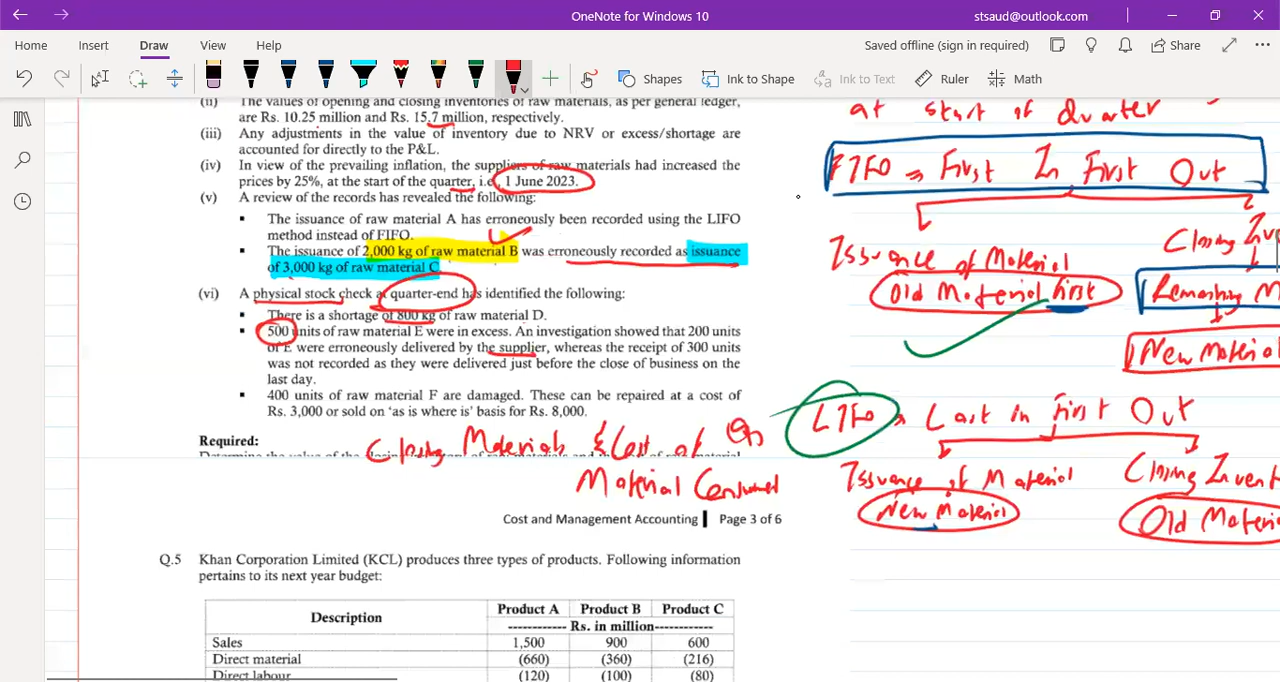 OneNote for Windows 10
stsaud@outlook.com
Home Insert Draw View Help
Saved offline (sign in required) Share
Shapes Ink to Shape Ink to Text Ruler Math
(ii) The values of opening and closing inventories of raw materials, as per general ledger,
are Rs. 10.25 million and Rs. 15.7 million, respectively.
(iii) Any adjustments in the value of inventory due to NRV or excess/shortage are
accounted for directly to the P&L.
(iv) In view of the prevailing inflation, the suppliers of raw materials had increased the
prices by 25%, at the start of the quarter, i.e. 1 June 2023.
(v) A review of the records has revealed the following:
▪ The issuance of raw material A has erroneously been recorded using the LIFO
method instead of FIFO.
▪ The issuance of 2,000 kg of raw material B was erroneously recorded as issuance
of 3,000 kg of raw material C
(vi) A physical stock check at quarter-end has identified the following:
▪ There is a shortage of 800 kg of raw material D.
▪ 500 units of raw material E were in excess. An investigation showed that 200 units
of E were erroneously delivered by the supplier, whereas the receipt of 300 units
was not recorded as they were delivered just before the close of business on the
last day.
▪ 400 units of raw material F are damaged. These can be repaired at a cost of
Rs. 3,000 or sold on 'as is where is' basis for Rs. 8,000.
Required:
Closing Materials & Cost of
Material Consumed
Cost and Management Accounting | Page 3 of 6
Q.5 Khan Corporation Limited (KCL) produces three types of products. Following information
pertains to its next year budget:
Description Product A Product B Product C
------------ Rs. in million------------
Sales 1,500 900 600
Direct material (660) (360) (216)
Direct labour (120) (100) (80)
at start of Quarter
FIFO = First In First Out
Issuance of Material
Old Material First
Closing
Remaining
New Material
LIFO = Last in First Out
Issuance of Material
New Material
Closing
Old